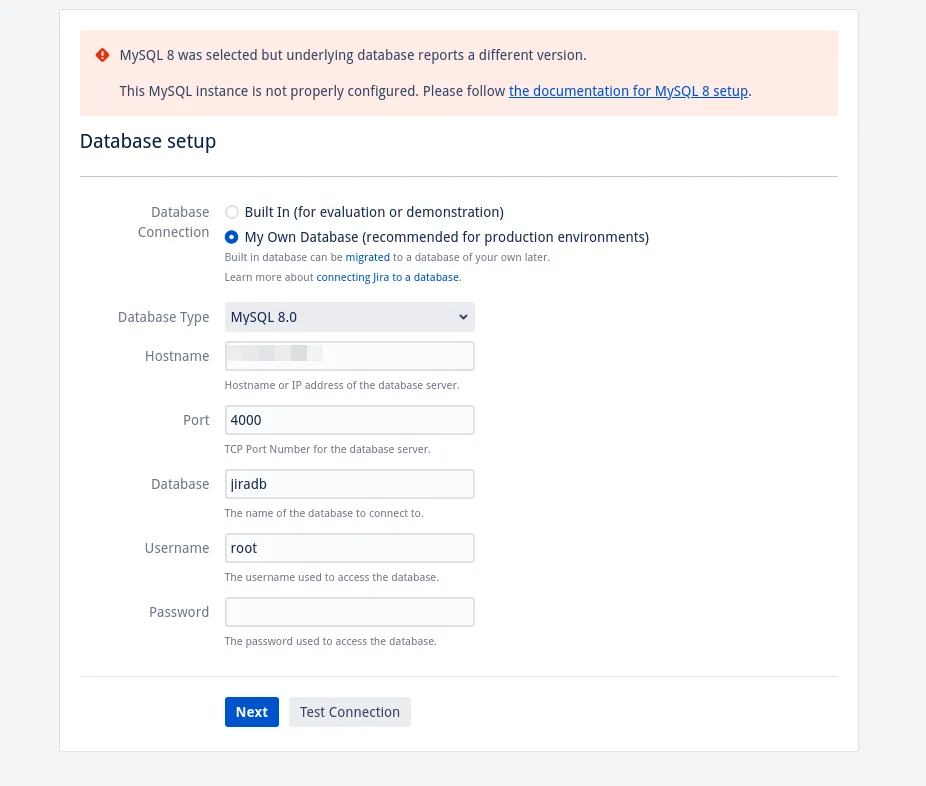 MySQL 8 was selected but underlying database reports a different version.
This MySQL instance is not properly configured. Please follow the documentation for MySQL 8 setup.
Database setup
Database Connection
Built In (for evaluation or demonstration)
My Own Database (recommended for production environments)
Built in database can be migrated to a database of your own later.
Learn more about connecting Jira to a database.
Database Type
MySQL 8.0
Hostname
Hostname or IP address of the database server.
Port
4000
TCP Port Number for the database server.
Database
jiradb
The name of the database to connect to.
Username
root
The username used to access the database.
Password
The password used to access the database.
Next
Test Connection